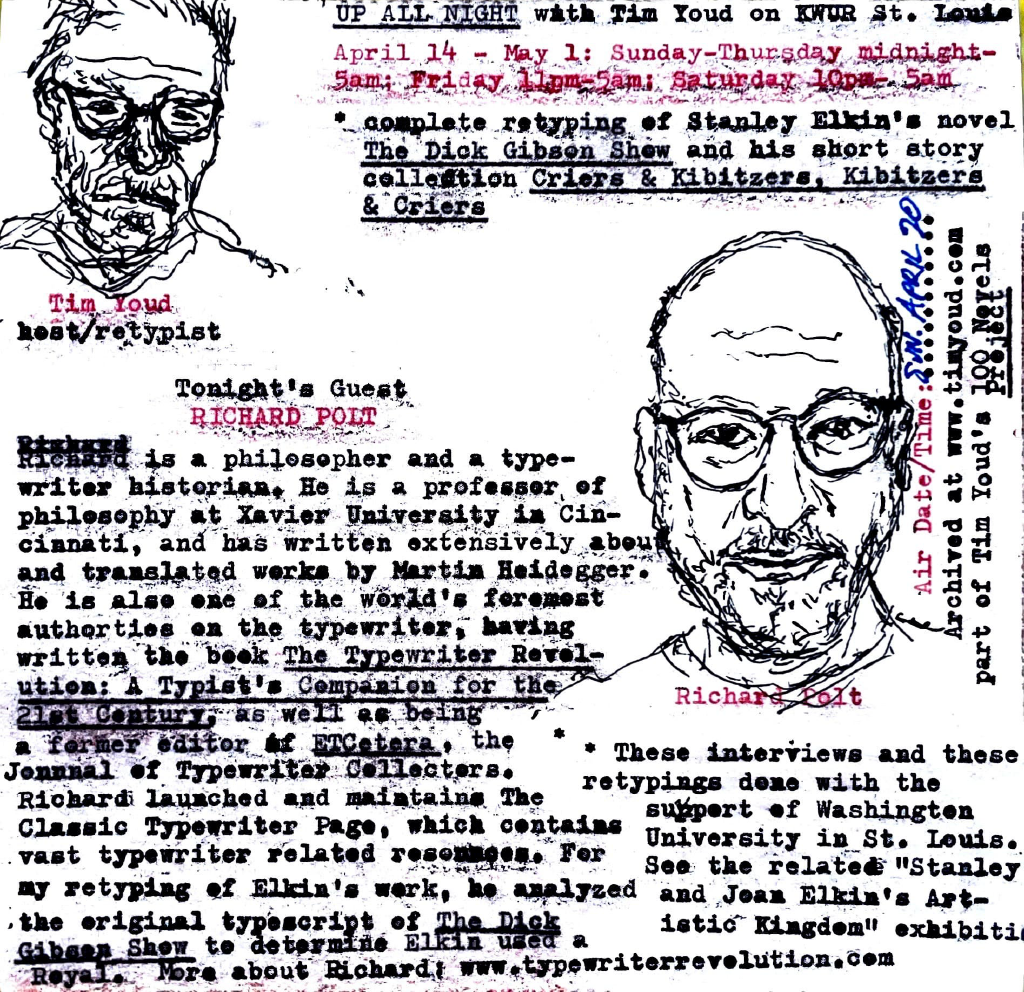 UP ALL NIGHT with Tim Youd on KWUR St. Louis
April 14 - May 1: Sunday-Thursday midnight-
5am; Friday 11pm-5am; Saturday 10pm- 5am
* complete retyping of Stanley Elkin's novel
The Dick Gibson Show and his short story
collection Criers & Kibitzers, Kibitzers
& Criers
Tim Youd
host/retypist
Tonight's Guest
RICHARD POLT
Richard
Richard is a philosopher and a type-
writer historian. He is a professor of
philosophy at Xavier University in Cin-
cinnati, and has written extensively about
and translated works by Martin Heidegger.
He is also one of the world's foremost
authorties on the typewriter, having
written the book The Typewriter Revol-
ution: A Typist's Companion for the
21st Century, as well as being
a former editor of ETCetera, the
Jonnnal of Typewriter Collectors.
Richard launched and maintains The
Classic Typewriter Page, which contains
vast typewriter related resources. For
my retyping of Elkin's work, he analyzed
the original typescript of The Dick
Gibson Show to determine Elkin used a
Royal. More about Richard: www.typewriterrevolution.com
Richard Polt
* * These interviews and these
retypings done with the
support of Washington
University in St. Louis.
See the related "Stanley
and Joan Elkin's Art-
istic Kingdom" exhibiti
Air Date/Time:..............
SUN. APRIL 20
Archived at www.timyoud.com
part of Tim Youd's 100 Novels
project